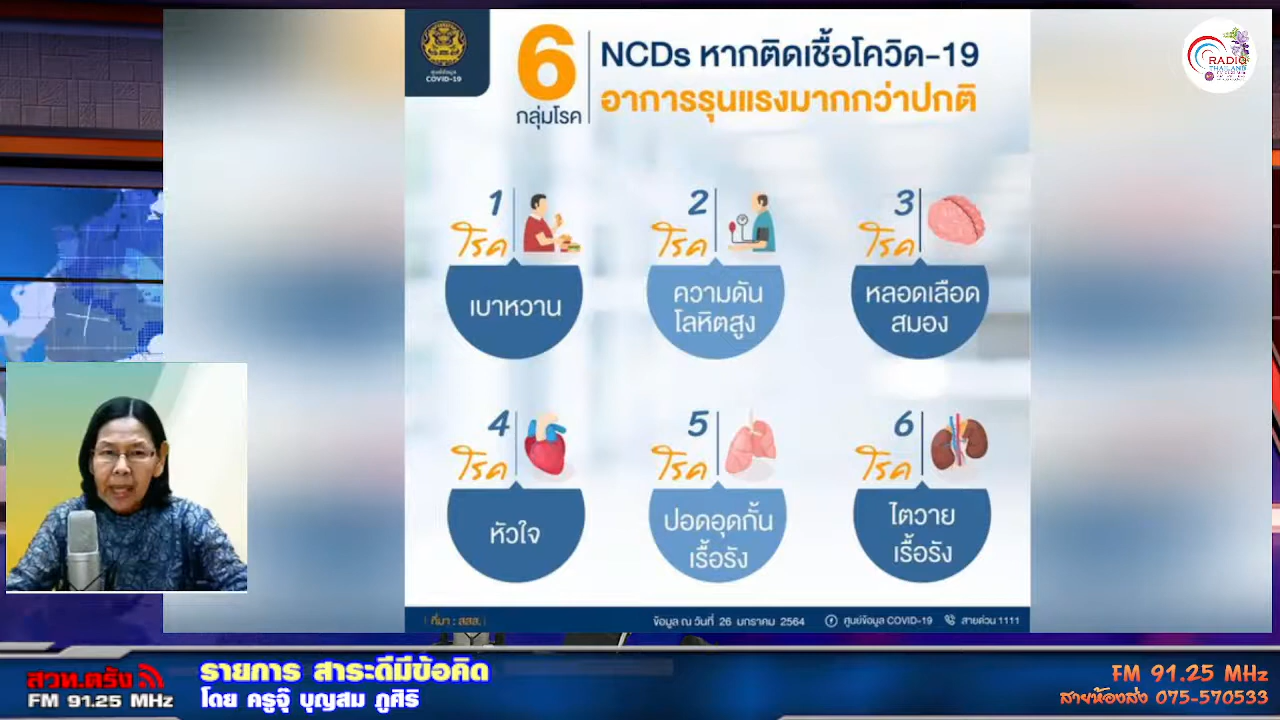 ศูนย์ข้อมูล
COVID-19
6
กลุ่มโรค
NCDs หากติดเชื้อโควิด-19
อาการรุนแรงมากกว่าปกติ
RADIO
THAILAND
1
โรค
เบาหวาน
2
โรค
ความดัน
โลหิตสูง
3
โรค
หลอดเลือด
สมอง
4
โรค
หัวใจ
5
โรค
ปอดอุดกั้น
เรื้อรัง
6
โรค
ไตวาย
เรื้อรัง
| ที่มา : สสส. |
ข้อมูล ณ วันที่ 26 มกราคม 2564
ศูนย์ข้อมูล COVID-19
สายด่วน 1111
สวท.ตรัง
FM 91.25 MHz
รายการ สาระดีมีข้อคิด
โดย ครูจุ๊ บุญสม ภูศิริ
FM 91.25 MHz
สายห้องส่ง 075-570533